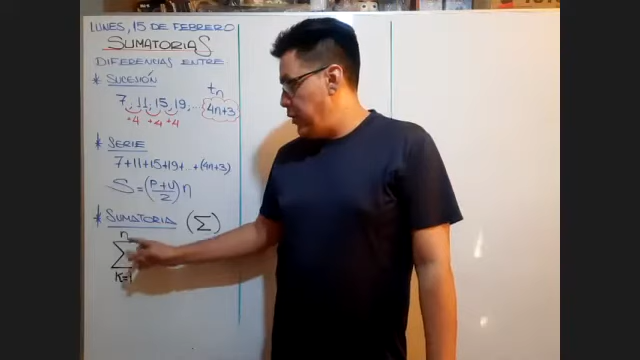 LUNES, 15 DE FEBRERO
SUMATORIAS
DIFERENCIAS ENTRE
* SUCESIÓN
tn
7, 11, 15, 19, ... 4n+3
+4 +4 +4
* SERIE
7+11+15+19+...+(4n+3)
S=(P+U/2)n
* SUMATORIA (Σ)
n
Σ
K=1